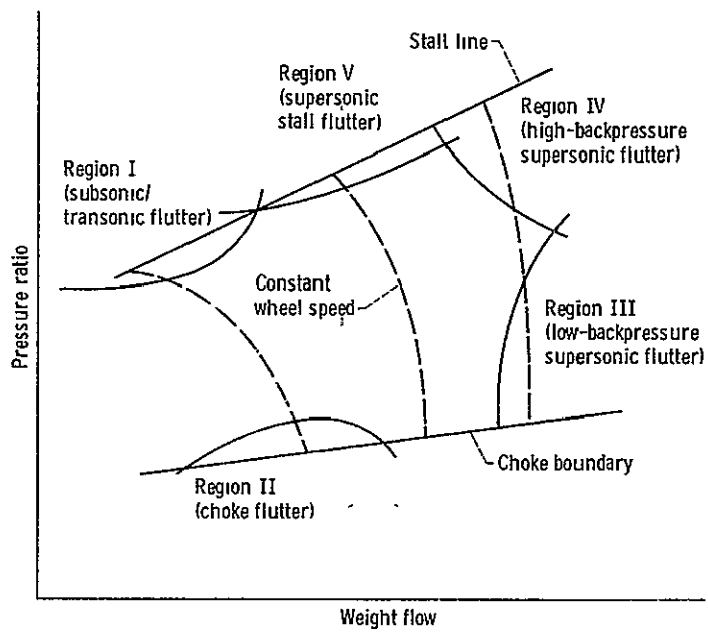 Stall line
Region V
(supersonic
stall flutter)
Region IV
(high-backpressure
supersonic flutter)
Region I
(subsonic/
transonic flutter)
Constant
wheel speed
Region III
(low-backpressure
supersonic flutter)
Choke boundary
Region II
(choke flutter)
Pressure ratio
Weight flow